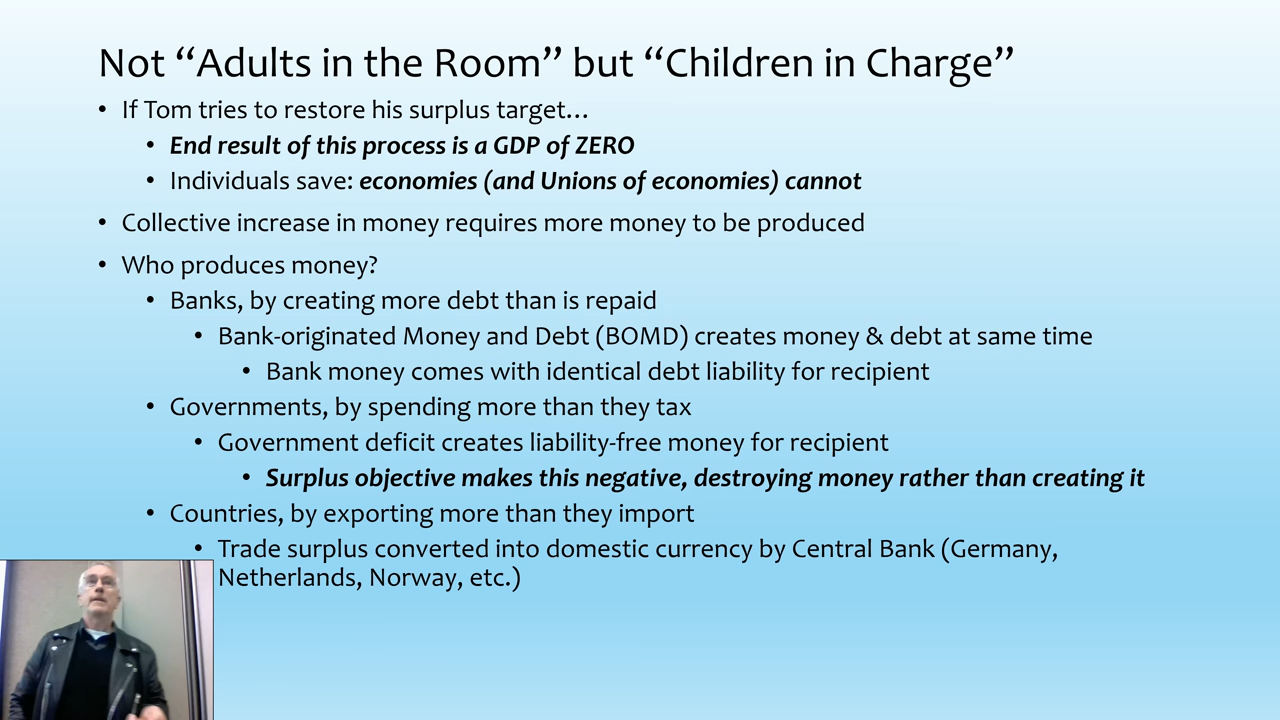 Not “Adults in the Room” but “Children in Charge”
• If Tom tries to restore his surplus target…
• End result of this process is a GDP of ZERO
• Individuals save: economies (and Unions of economies) cannot
• Collective increase in money requires more money to be produced
• Who produces money?
• Banks, by creating more debt than is repaid
• Bank-originated Money and Debt (BOMD) creates money & debt at same time
• Bank money comes with identical debt liability for recipient
• Governments, by spending more than they tax
• Government deficit creates liability-free money for recipient
• Surplus objective makes this negative, destroying money rather than creating it
• Countries, by exporting more than they import
• Trade surplus converted into domestic currency by Central Bank (Germany,
Netherlands, Norway, etc.)